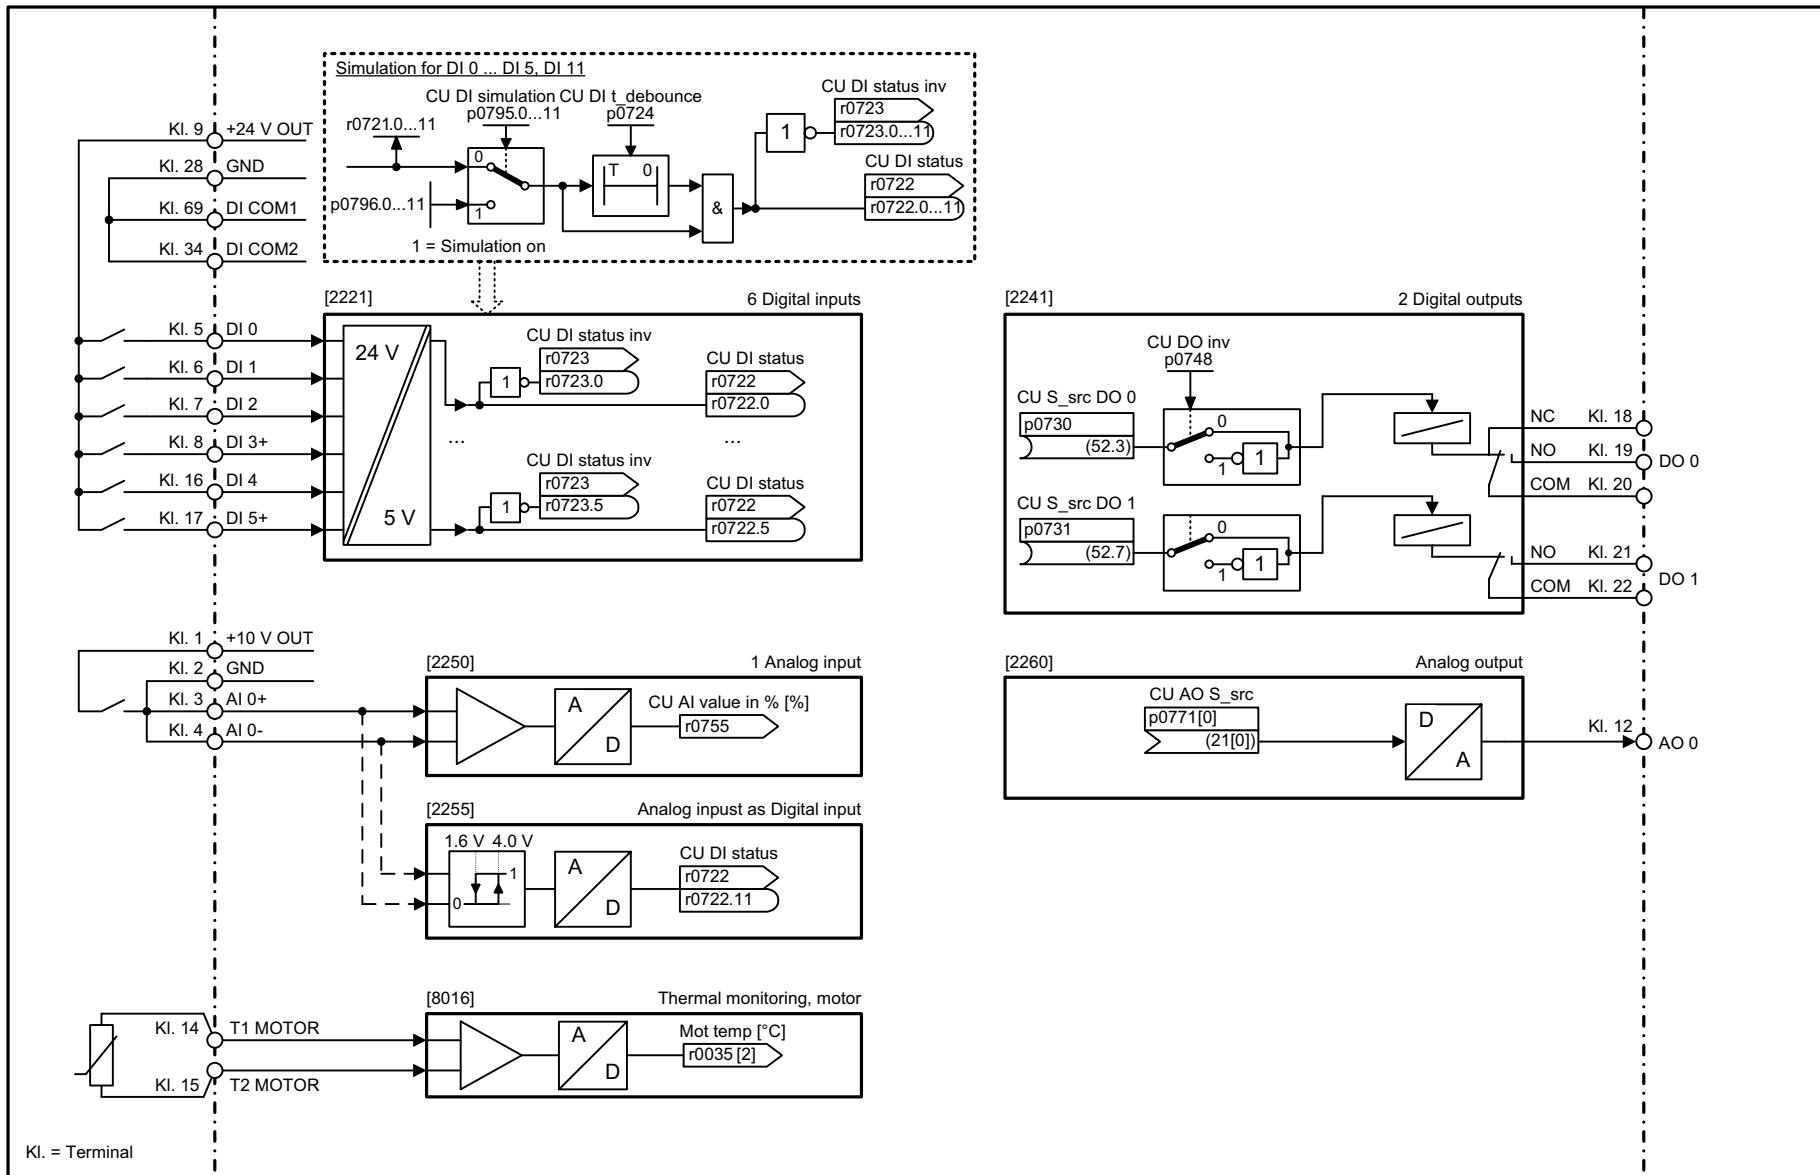 Simulation for DI 0 ... DI 5, DI 11
CU DI simulation
p0795.0...11
CU DI t_debounce
p0724
r0721.0...11
p0796.0...11
0
1
1 = Simulation on
T 0
&
1
CU DI status inv
r0723
r0723.0...11
CU DI status
r0722
r0722.0...11
Kl. 9 +24 V OUT
Kl. 28 GND
Kl. 69 DI COM1
Kl. 34 DI COM2
Kl. 5 DI 0
Kl. 6 DI 1
Kl. 7 DI 2
Kl. 8 DI 3+
Kl. 16 DI 4
Kl. 17 DI 5+
[2221] 6 Digital inputs
24 V
5 V
CU DI status inv
r0723
1
r0723.0
CU DI status
r0722
r0722.0
... ...
CU DI status inv
r0723
1
r0723.5
CU DI status
r0722
r0722.5
[2241] 2 Digital outputs
CU DO inv
p0748
CU S_src DO 0
p0730
(52.3)
0
1
1
NC Kl. 18
NO Kl. 19
DO 0
COM Kl. 20
CU S_src DO 1
p0731
(52.7)
0
1
1
NO Kl. 21
DO 1
COM Kl. 22
Kl. 1 +10 V OUT
Kl. 2 GND
Kl. 3 AI 0+
Kl. 4 AI 0-
[2250] 1 Analog input
A
D
CU AI value in % [%]
r0755
[2255] Analog inpust as Digital input
1.6 V 4.0 V
1
0
A
D
CU DI status
r0722
r0722.11
[2260] Analog output
CU AO S_src
p0771[0]
(21[0])
D
A
Kl. 12
AO 0
[8016] Thermal monitoring, motor
Kl. 14 T1 MOTOR
Kl. 15 T2 MOTOR
A
D
Mot temp [°C]
r0035 [2]
Kl. = Terminal